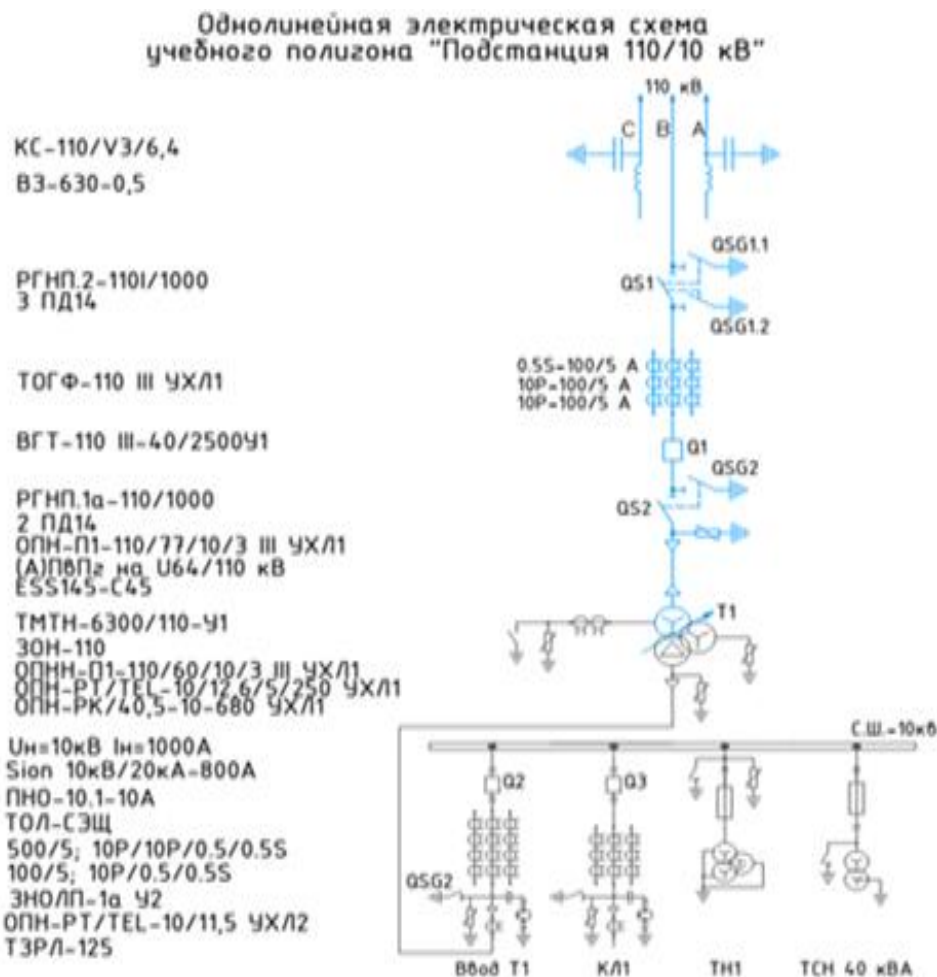 Однолинейная электрическая схема
учебного полигона "Подстанция 110/10 кВ"
110 кВ
C B A
КС-110/УЗ/6,4
ВЗ-630-0,5
QSG1.1
QS1
QSG1.2
РГНП.2-110I/1000
3 ПД14
0.5S-100/5 А
10Р-100/5 А
10Р-100/5 А
ТОГФ-110 III УХЛ1
ВГТ-110 III-40/2500У1
Q1
QSG2
QS2
РГНП.1а-110/1000
2 ПД14
ОПН-П1-110/77/10/3 III УХЛ1
(А)ПвПг на U64/110 кВ
ESS145-C45
T1
ТМТН-6300/110-У1
ЗОН-110
ОПНН-П1-110/60/10/3 III УХЛ1
ОПН-РТ/TEL-10/12,6/5/250 УХЛ1
ОПН-РК/40,5-10-680 УХЛ1
С.Ш.-10кв
Uн=10кВ Iн=1000А
Sion 10кВ/20кА-800А
ПНО-10.1-10А
ТОЛ-СЭЩ
500/5; 10Р/10Р/0.5/0.5S
100/5; 10Р/0.5/0.5S
ЗНОЛП-1а У2
ОПН-РТ/TEL-10/11,5 УХЛ2
ТЗРЛ-125
Q2
Q3
QSG2
Ввод Т1
КЛ1
ТН1
ТСН 40 кВА